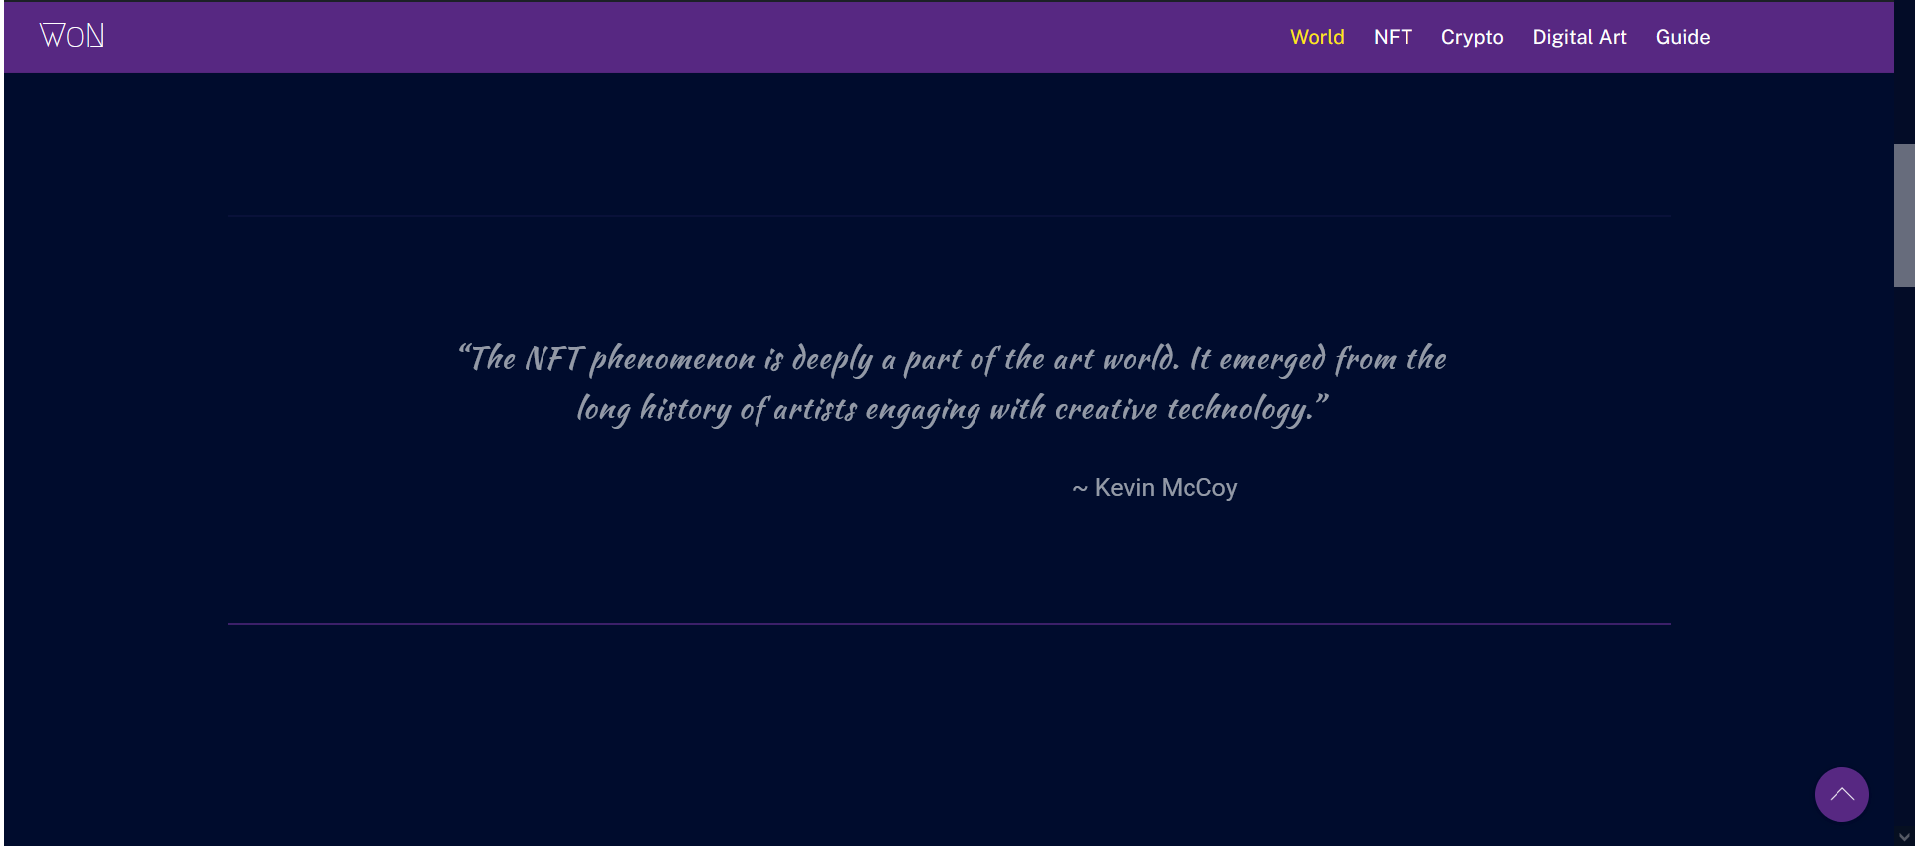 WoN
World NFT Crypto Digital Art Guide
“The NFT phenomenon is deeply a part of the art world. It emerged from the
long history of artists engaging with creative technology.”
~ Kevin McCoy